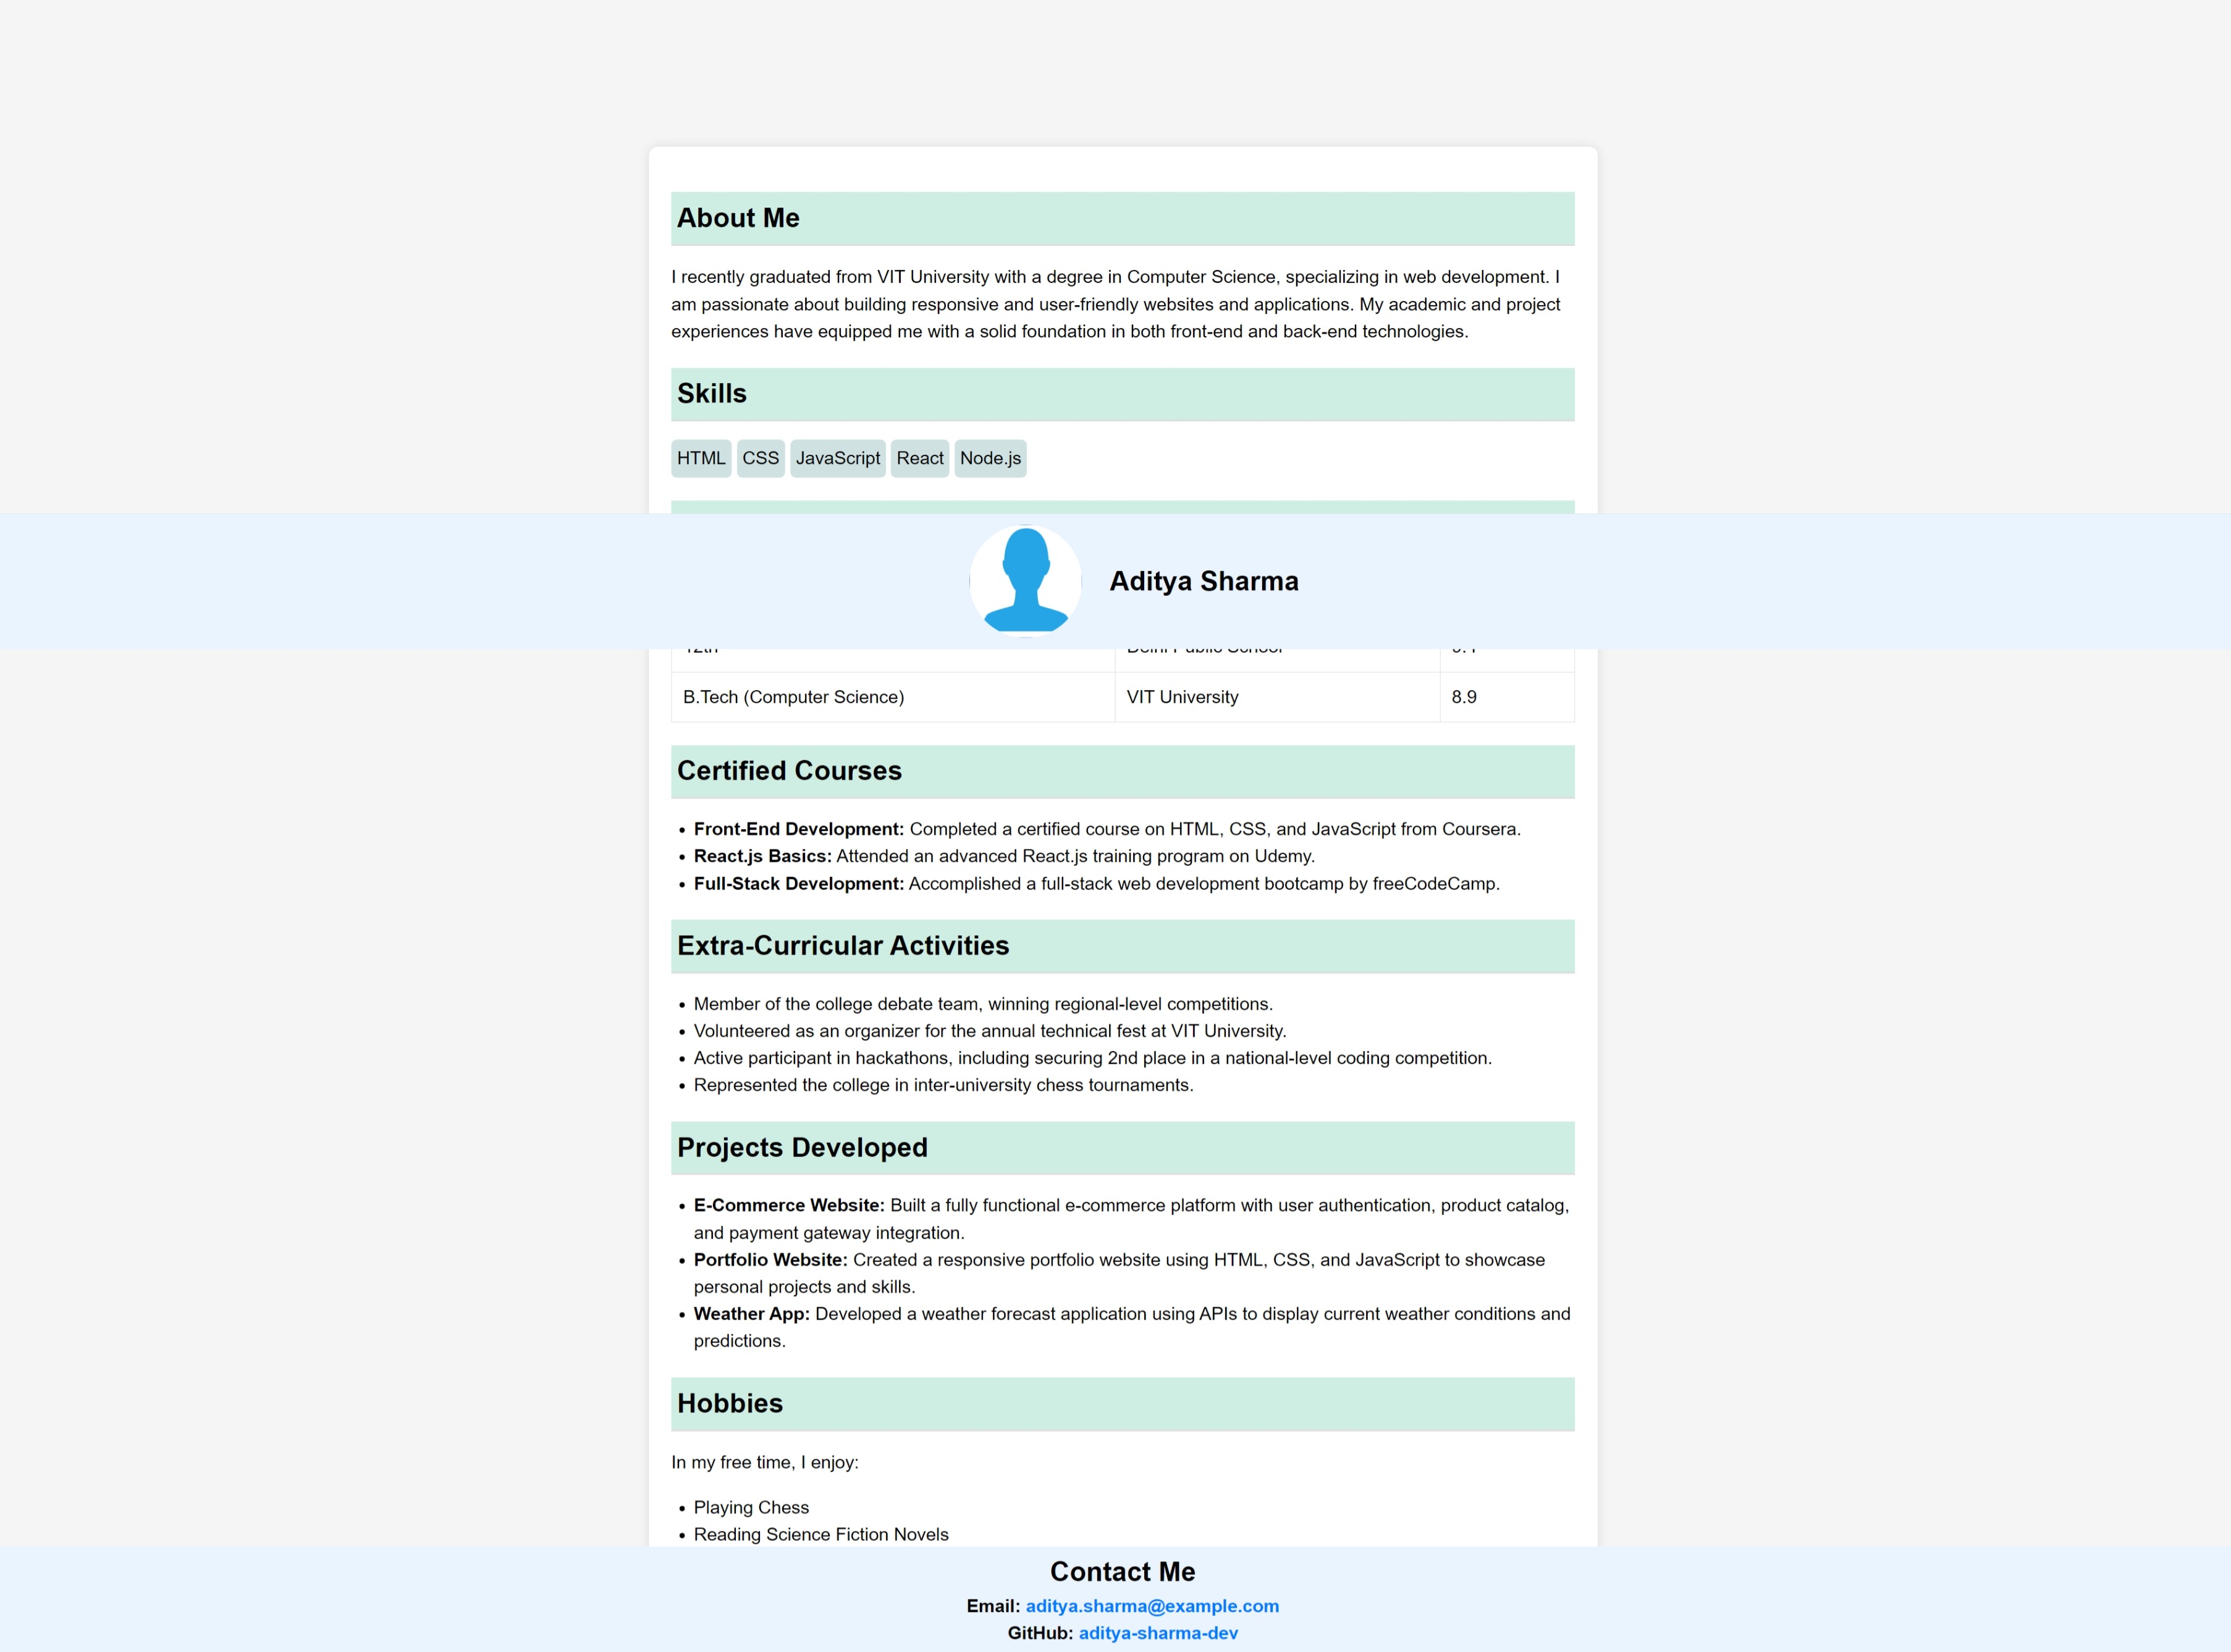 About Me
I recently graduated from VIT University with a degree in Computer Science, specializing in web development. I
am passionate about building responsive and user-friendly websites and applications. My academic and project
experiences have equipped me with a solid foundation in both front-end and back-end technologies.
Skills
HTML CSS JavaScript React Node.js
Aditya Sharma
12th Delhi Public School
B.Tech (Computer Science) VIT University 8.9
Certified Courses
• Front-End Development: Completed a certified course on HTML, CSS, and JavaScript from Coursera.
• React.js Basics: Attended an advanced React.js training program on Udemy.
• Full-Stack Development: Accomplished a full-stack web development bootcamp by freeCodeCamp.
Extra-Curricular Activities
• Member of the college debate team, winning regional-level competitions.
• Volunteered as an organizer for the annual technical fest at VIT University.
• Active participant in hackathons, including securing 2nd place in a national-level coding competition.
• Represented the college in inter-university chess tournaments.
Projects Developed
• E-Commerce Website: Built a fully functional e-commerce platform with user authentication, product catalog,
and payment gateway integration.
• Portfolio Website: Created a responsive portfolio website using HTML, CSS, and JavaScript to showcase
personal projects and skills.
• Weather App: Developed a weather forecast application using APIs to display current weather conditions and
predictions.
Hobbies
In my free time, I enjoy:
• Playing Chess
• Reading Science Fiction Novels
Contact Me
Email: aditya.sharma@example.com
GitHub: aditya-sharma-dev